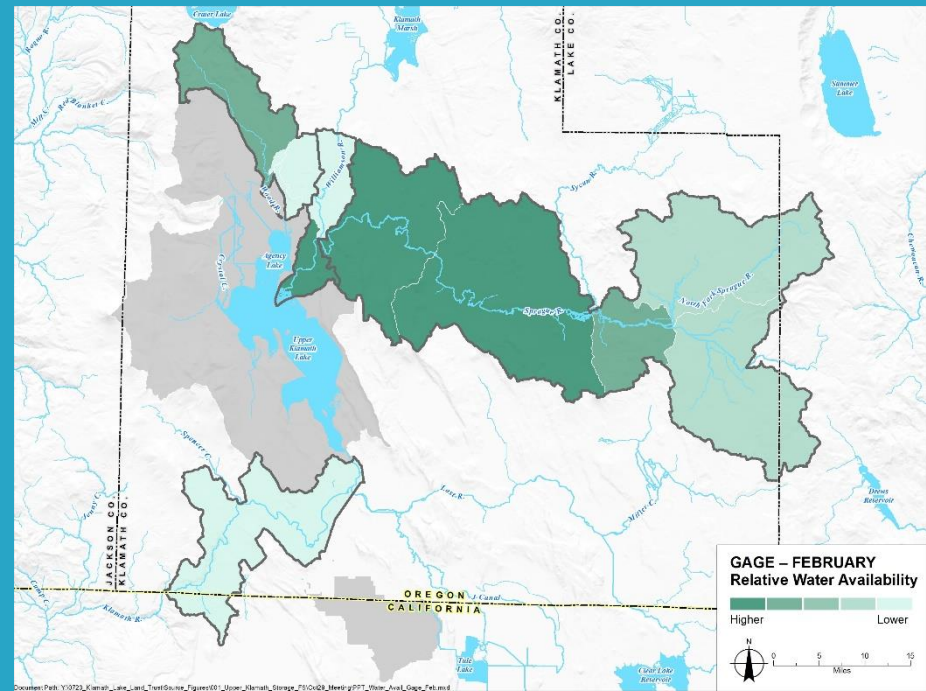 Crater Lake
Klamath
Marsh
KLAMATH CO.
LAKE CO.
Summer
Lake
Rogue R.
Red Blanket C.
Williamson R.
Sycan R.
Wood R.
Chewaucan R.
Agency
Lake
Crystal C.
North Fork Sprague R.
Sprague R.
Upper
Klamath
Lake
Spencer C.
Lost R.
Miller C.
Drews
Reservoir
Jenny C.
JACKSON CO.
KLAMATH CO.
Camp C.
Klamath R.
OREGON
CALIFORNIA
J Canal
Tule
Lake
Clear Lake
Reservoir
GAGE – FEBRUARY
Relative Water Availability
Higher Lower
N
0 5 10 15
Miles